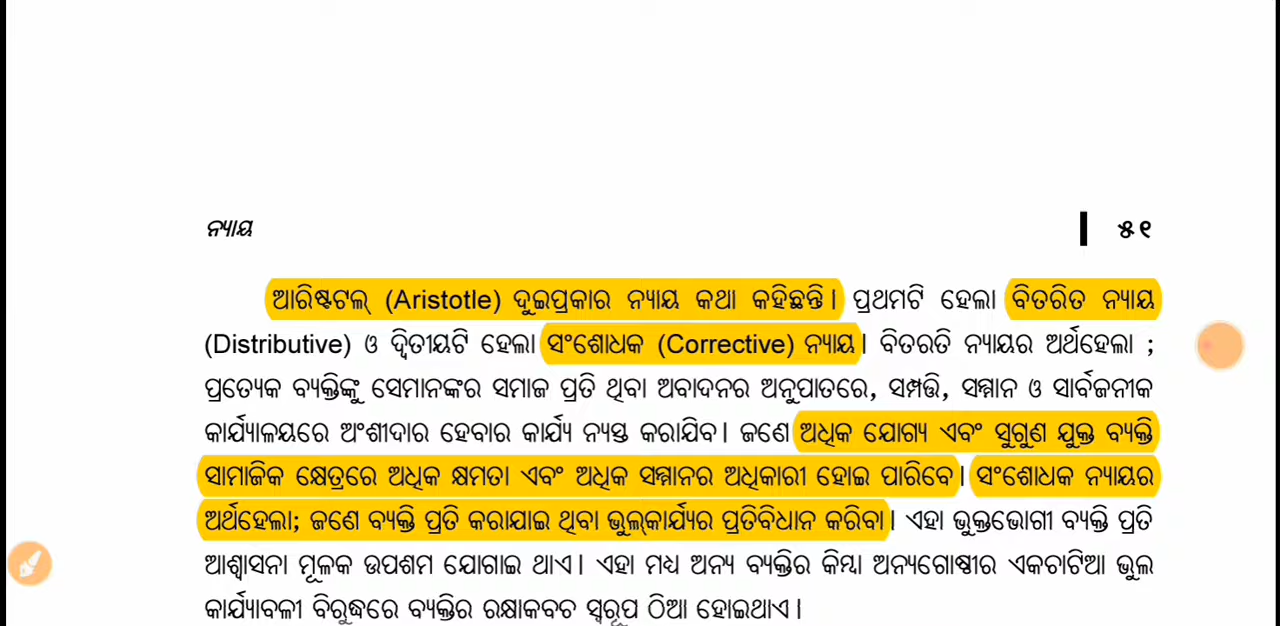 ନ୍ୟାୟ ୫୧
ଆରିଷ୍ଟଟଲ୍ (Aristotle) ଦୁଇପ୍ରକାର ନ୍ୟାୟ କଥା କହିଛନ୍ତି। ପ୍ରଥମଟି ହେଲା ବିତରିତ ନ୍ୟାୟ
(Distributive) ଓ ଦ୍ୱିତୀୟଟି ହେଲା ସଂଶୋଧକ (Corrective) ନ୍ୟାୟ। ବିତରତି ନ୍ୟାୟର ଅର୍ଥହେଲା ;
ପ୍ରତ୍ୟେକ ବ୍ୟକ୍ତିଙ୍କୁ ସେମାନଙ୍କର ସମାଜ ପ୍ରତି ଥିବା ଅବାଦନର ଅନୁପାତରେ, ସମ୍ପତ୍ତି, ସମ୍ମାନ ଓ ସାର୍ବଜନୀକ
କାର୍ଯ୍ୟାଳୟରେ ଅଂଶୀଦାର ହେବାର କାର୍ଯ୍ୟ ନ୍ୟସ୍ତ କରାଯିବ। ଜଣେ ଅଧିକ ଯୋଗ୍ୟ ଏବଂ ସୁଗୁଣ ଯୁକ୍ତ ବ୍ୟକ୍ତି
ସାମାଜିକ କ୍ଷେତ୍ରରେ ଅଧିକ କ୍ଷମତା ଏବଂ ଅଧିକ ସମ୍ମାନର ଅଧିକାରୀ ହୋଇ ପାରିବେ। ସଂଶୋଧକ ନ୍ୟାୟର
ଅର୍ଥହେଲା; ଜଣେ ବ୍ୟକ୍ତି ପ୍ରତି କରାଯାଇ ଥିବା ଭୁଲ୍‌କାର୍ଯ୍ୟର ପ୍ରତିବିଧାନ କରିବା। ଏହା ଭୁକ୍ତଭୋଗୀ ବ୍ୟକ୍ତି ପ୍ରତି
ଆଶ୍ୱାସନା ମୂଳକ ଉପଶମ ଯୋଗାଇ ଥାଏ। ଏହା ମଧ୍ୟ ଅନ୍ୟ ବ୍ୟକ୍ତିର କିମ୍ବା ଅନ୍ୟଗୋଷ୍ଠୀର ଏକଚାଟିଆ ଭୁଲ
କାର୍ଯ୍ୟାବଳୀ ବିରୁଦ୍ଧରେ ବ୍ୟକ୍ତିର ରକ୍ଷାକବଚ ସ୍ୱରୂପ ଠିଆ ହୋଇଥାଏ।